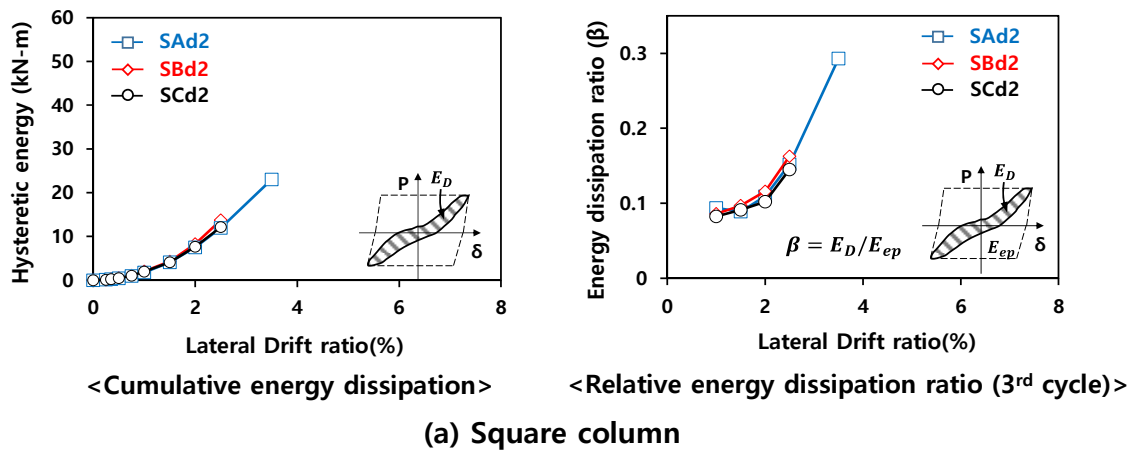 Hysteretic energy (kN-m)
60
50
40
30
20
10
0
0
2
4
6
8
SAd2
SBd2
SCd2
P
E_D
δ
Lateral Drift ratio(%)
<Cumulative energy dissipation>
Energy dissipation ratio (β)
0.3
0.2
0.1
0
0
2
4
6
8
SAd2
SBd2
SCd2
β = E_D/E_ep
P
E_D
E_ep
δ
Lateral Drift ratio(%)
<Relative energy dissipation ratio (3rd cycle)>
(a) Square column